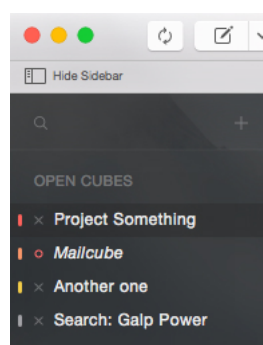 Hide Sidebar
OPEN CUBES
Project Something
Mailcube
Another one
Search: Galp Power